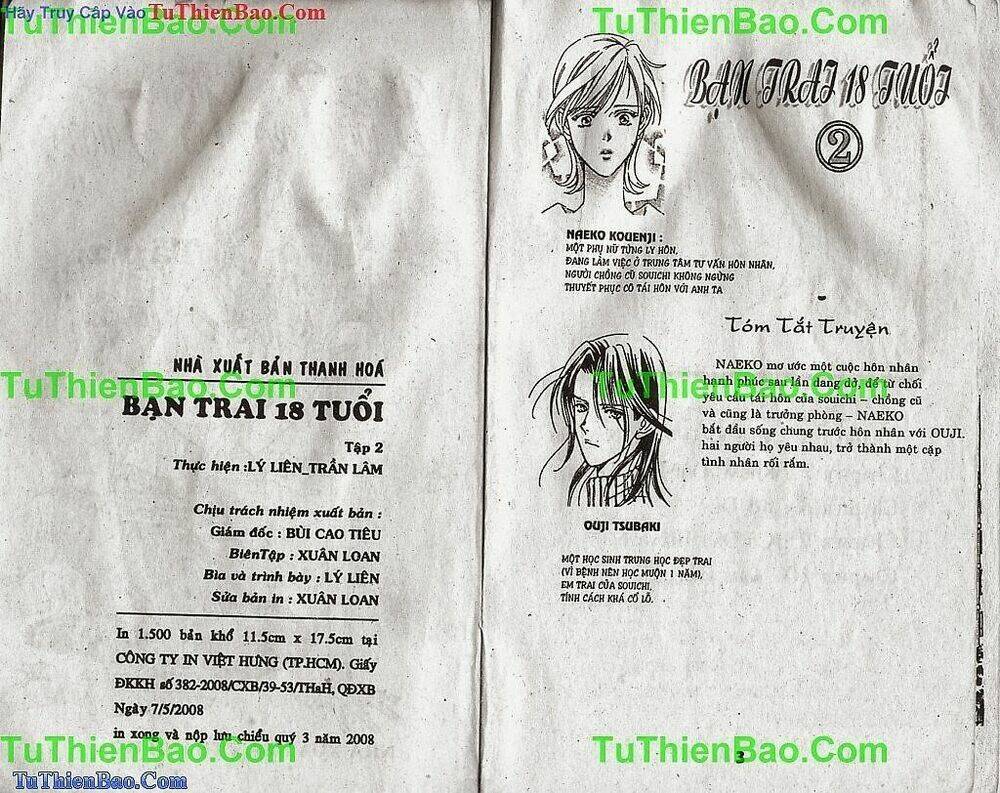 Hãy Truy Cập Vào TuThienBao.Com
TuThienBao.Com
TuThienBao.Com
NHÀ XUẤT BẢN THANH HOÁ
TuThienBao.Com
BẠN TRAI 18 TUỔI
Tập 2
Thực hiện :LÝ LIÊN_TRẦN LÂM
Chịu trách nhiệm xuất bản :
Giám đốc : BÙI CAO TIÊU
BiênTập : XUÂN LOAN
Bìa và trình bày : LÝ LIÊN
Sửa bản in : XUÂN LOAN
In 1.500 bản khổ 11.5cm x 17.5cm tại
CÔNG TY IN VIỆT HƯNG (TP.HCM). Giấy
ĐKKH số 382-2008/CXB/39-53/THaH, QĐXB
Ngày 7/5/2008
in xong và nộp lưu chiểu quý 3 năm 2008
TuThienBao.Com
TuThienBao.Com
BẠN TRAI 18 TUỔI
2
NAEKO KOUENJI :
MỘT PHỤ NỮ TỪNG LY HÔN,
ĐANG LÀM VIỆC Ở TRUNG TÂM TƯ VẤN HÔN NHÂN,
NGƯỜI CHỒNG CŨ SOUICHI KHÔNG NGỪNG
THUYẾT PHỤC CÔ TÁI HÔN VỚI ANH TA
Tóm Tắt Truyện
NAEKO mơ ước một cuộc hôn nhân
hạnh phúc sau lần dang dở, để từ chối
yêu cầu tái hôn của souichi – chồng cũ
và cũng là trưởng phòng – NAEKO
bắt đầu sống chung trước hôn nhân với OUJI.
hai người họ yêu nhau, trở thành một cặp
tình nhân rối rắm.
TuThienBao.Com
OUJI TSUBAKI
MỘT HỌC SINH TRUNG HỌC ĐẸP TRAI
(VÌ BỆNH NÊN HỌC MUỘN 1 NĂM),
EM TRAI CỦA SOUICHI.
TÍNH CÁCH KHÁ CỔ LỖ.
TuThienBao.Com
3